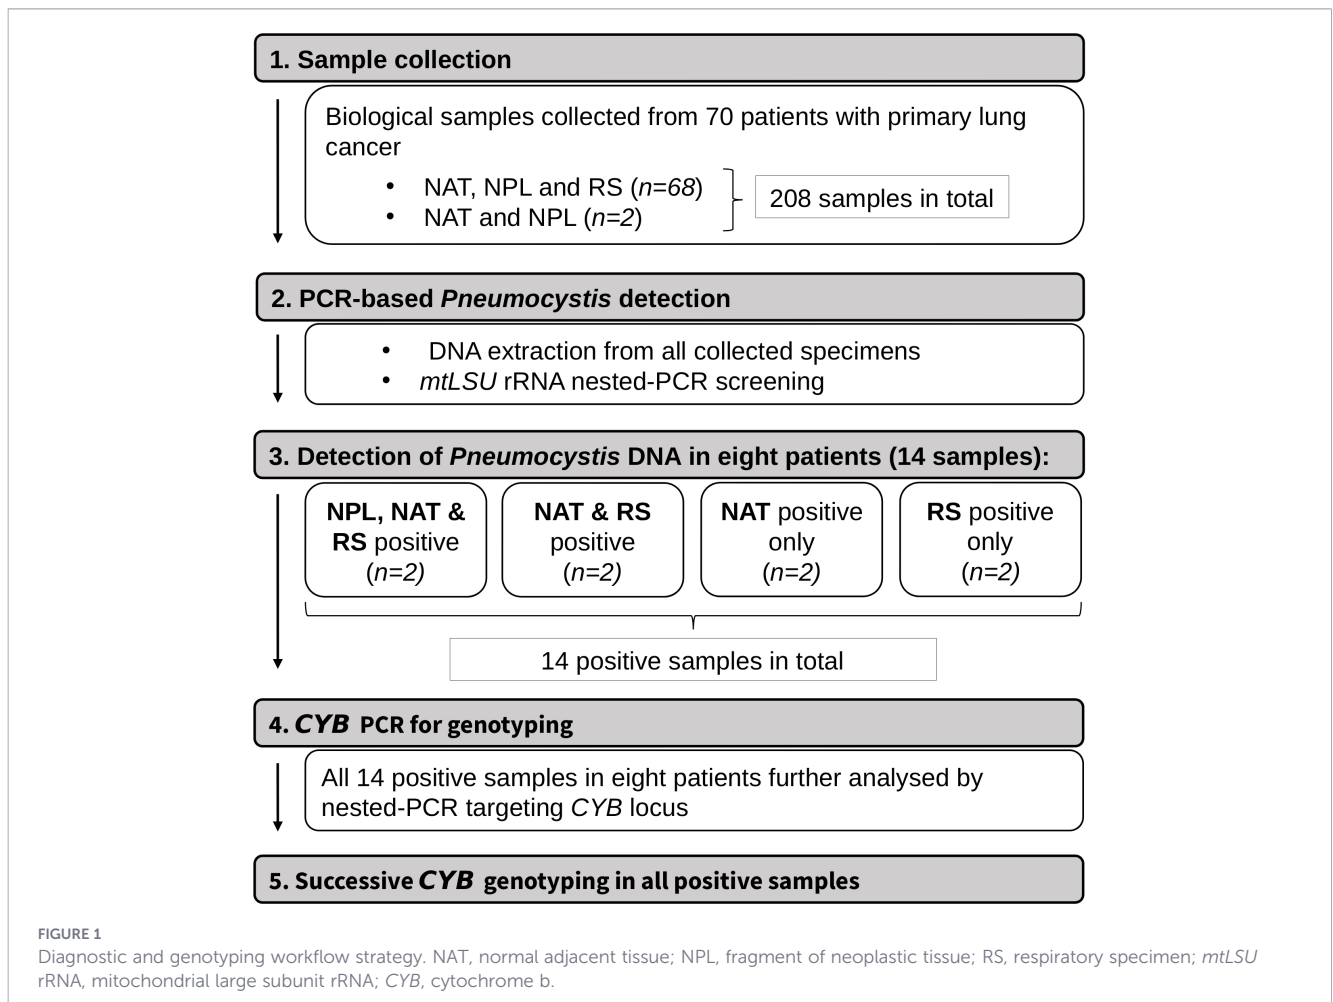 1. Sample collection
Biological samples collected from 70 patients with primary lung
cancer
• NAT, NPL and RS (n=68)
• NAT and NPL (n=2)
208 samples in total
2. PCR-based Pneumocystis detection
• DNA extraction from all collected specimens
• mtLSU rRNA nested-PCR screening
3. Detection of Pneumocystis DNA in eight patients (14 samples):
NPL, NAT &
RS positive
(n=2)
NAT & RS
positive
(n=2)
NAT positive
only
(n=2)
RS positive
only
(n=2)
14 positive samples in total
4. CYB PCR for genotyping
All 14 positive samples in eight patients further analysed by
nested-PCR targeting CYB locus
5. Successive CYB genotyping in all positive samples
FIGURE 1
Diagnostic and genotyping workflow strategy. NAT, normal adjacent tissue; NPL, fragment of neoplastic tissue; RS, respiratory specimen; mtLSU
rRNA, mitochondrial large subunit rRNA; CYB, cytochrome b.